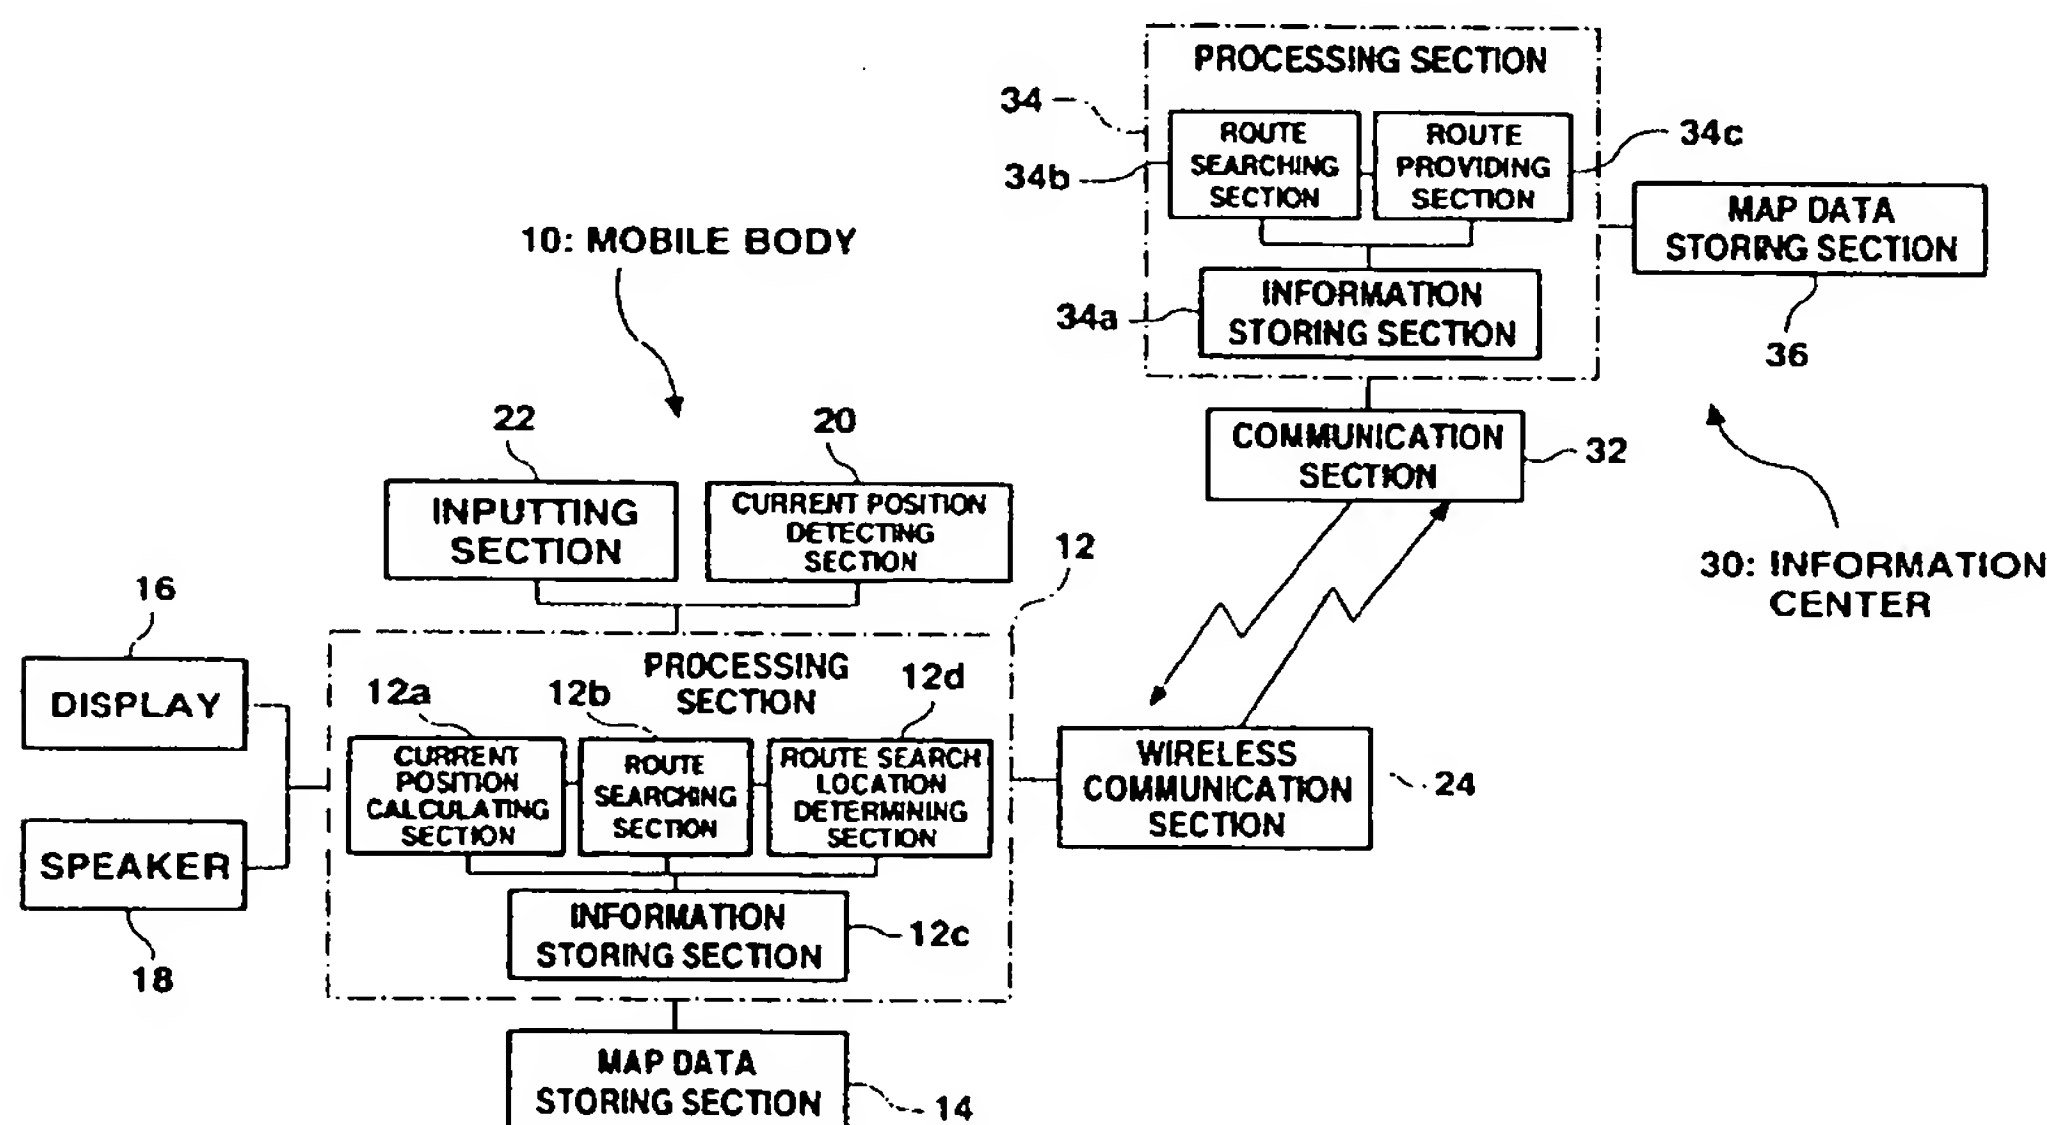 PROCESSING SECTION
34
ROUTE
SEARCHING
SECTION
ROUTE
PROVIDING
SECTION
34c
34b
MAP DATA
STORING SECTION
36
INFORMATION
STORING SECTION
34a
10: MOBILE BODY
COMMUNICATION
SECTION
32
30: INFORMATION
CENTER
22
20
INPUTTING
SECTION
CURRENT POSITION
DETECTING
SECTION
12
16
DISPLAY
SPEAKER
18
PROCESSING
SECTION
12a
12b
12d
CURRENT
POSITION
CALCULATING
SECTION
ROUTE
SEARCHING
SECTION
ROUTE SEARCH
LOCATION
DETERMINING
SECTION
WIRELESS
COMMUNICATION
SECTION
24
INFORMATION
STORING SECTION
12c
MAP DATA
STORING SECTION
14